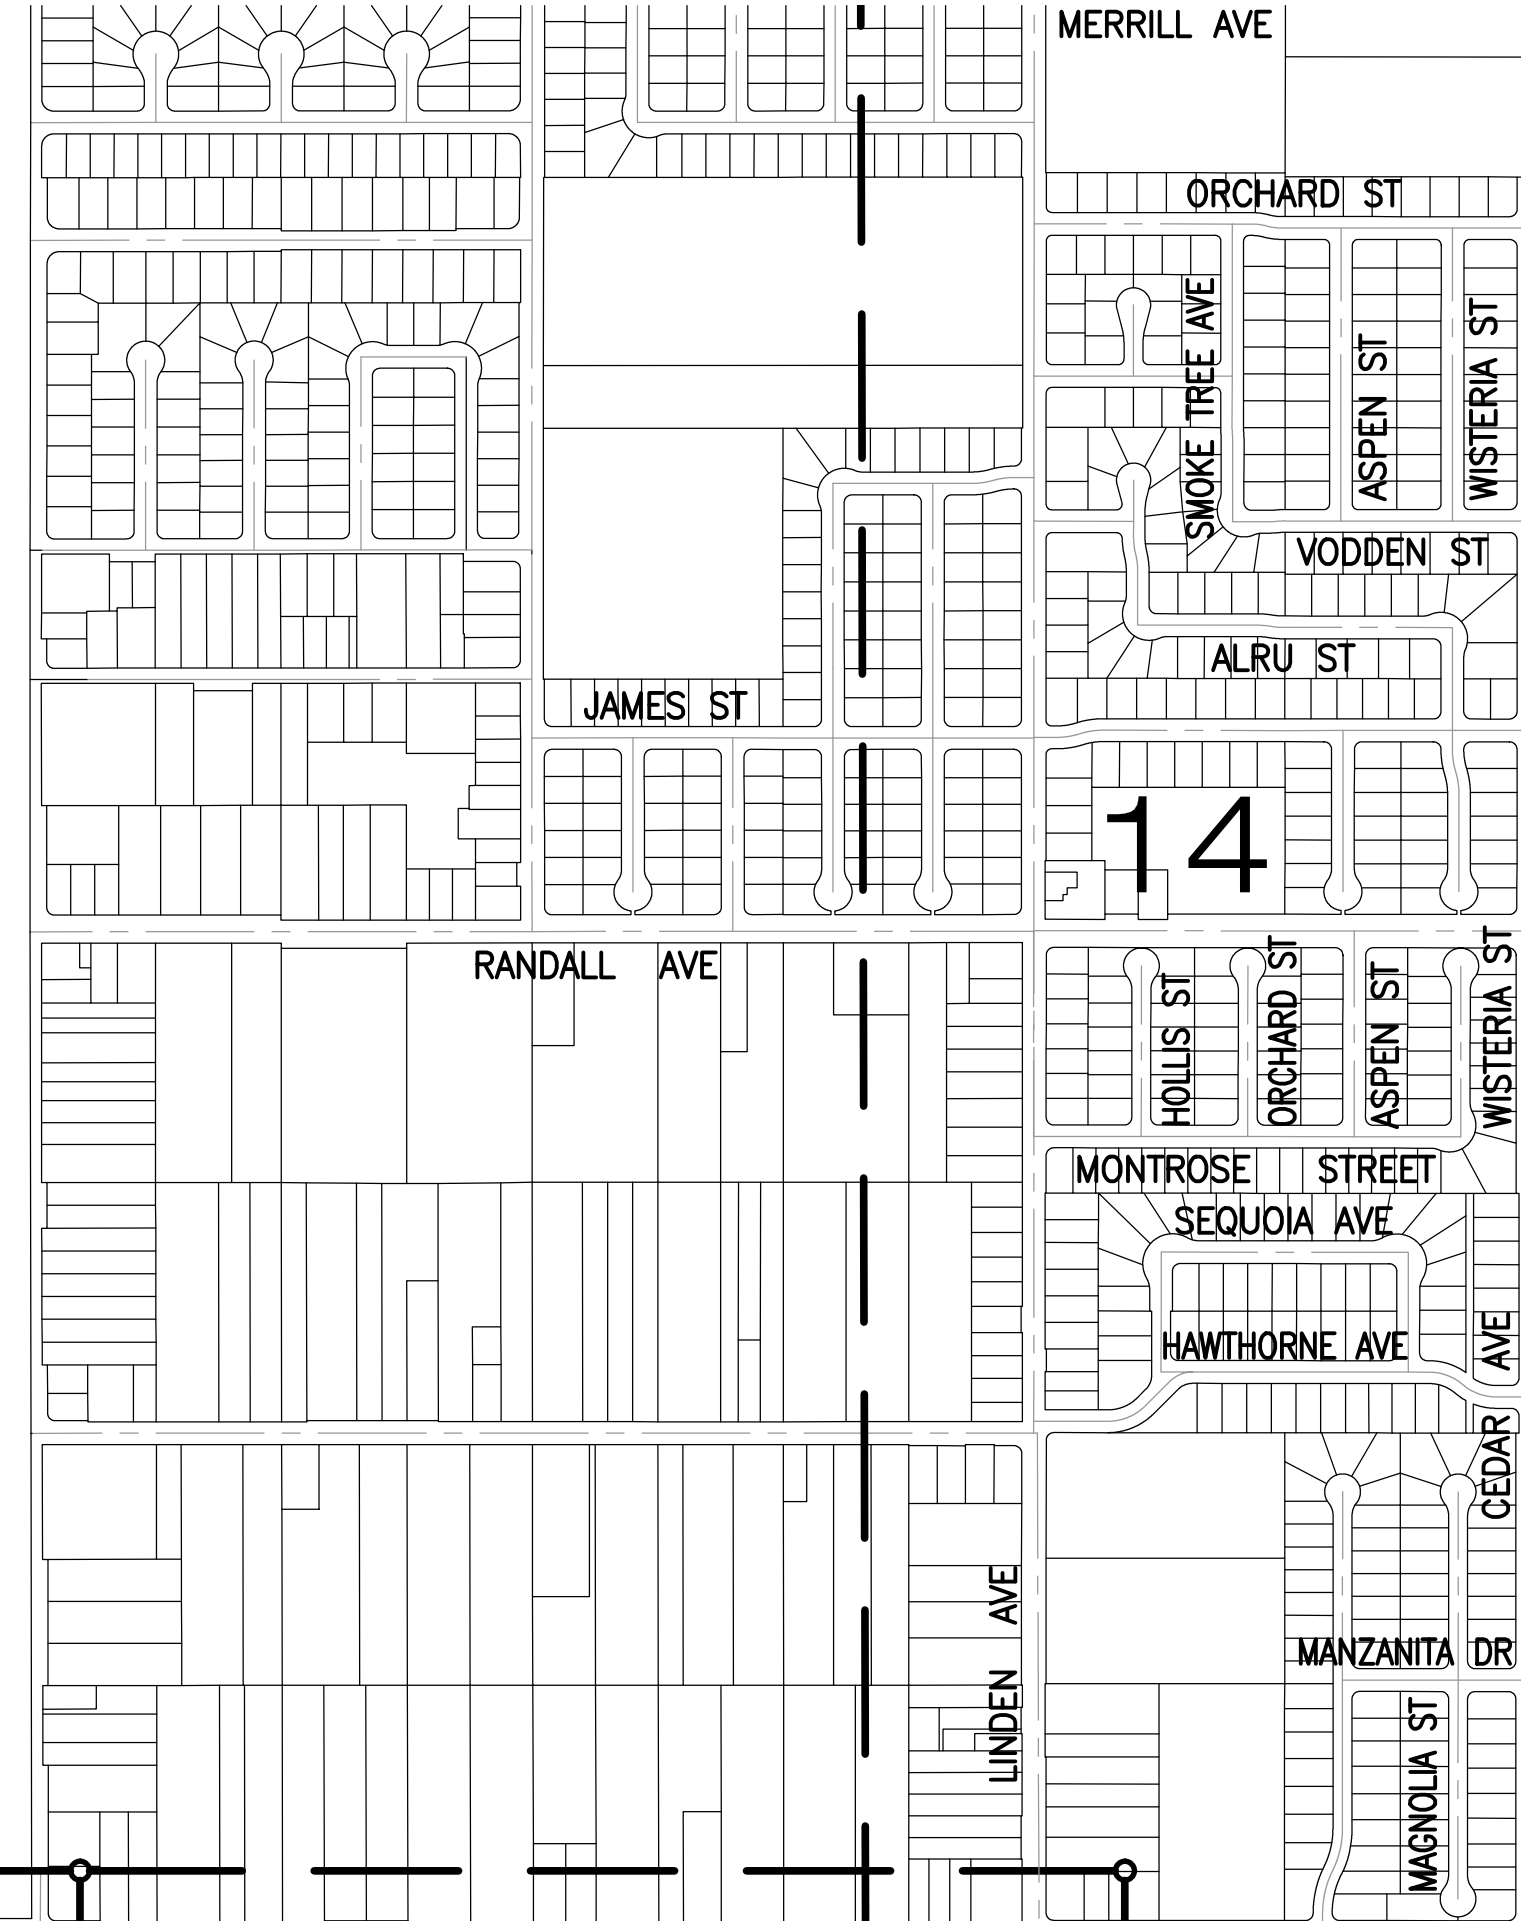 MERRILL AVE
ORCHARD ST
SMOKE TREE AVE
ASPEN ST
WISTERIA ST
VODDEN ST
ALRU ST
JAMES ST
14
RANDALL AVE
HOLLIS ST
ORCHARD ST
ASPEN ST
WISTERIA ST
MONTROSE STREET
SEQUOIA AVE
HAWTHORNE AVE
CEDAR AVE
LINDEN AVE
MANZANITA DR
MAGNOLIA ST